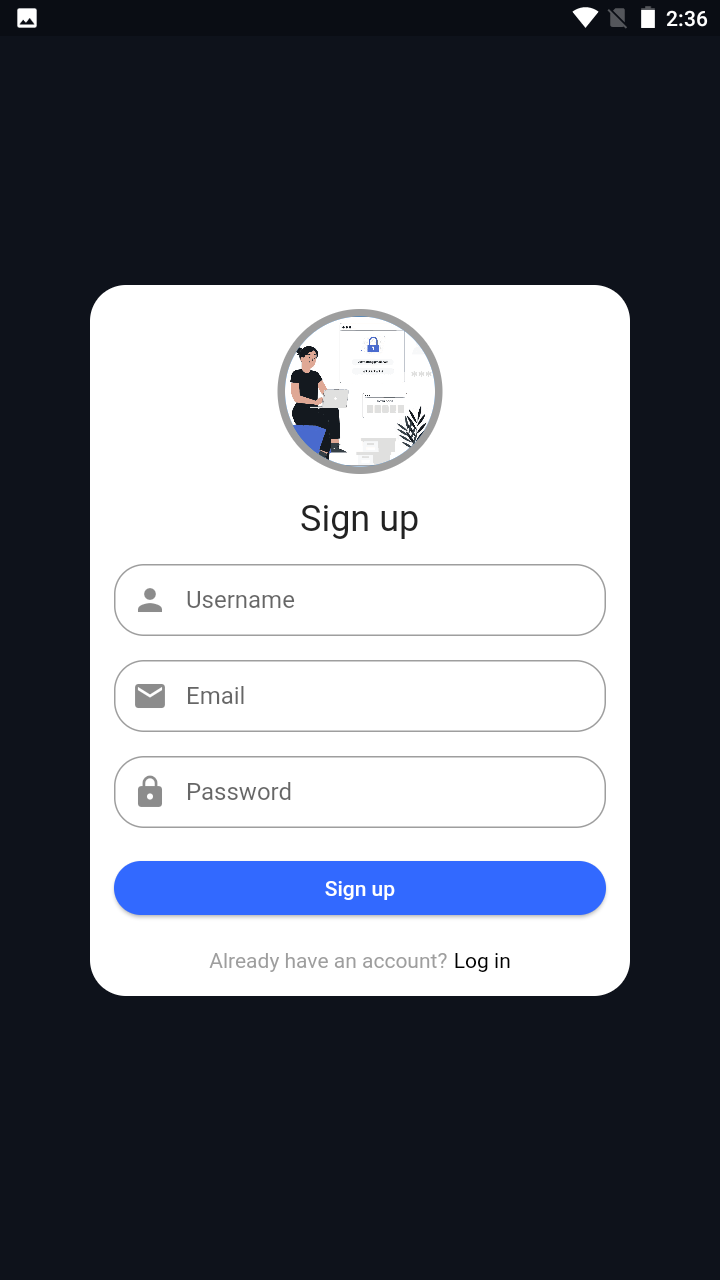 2:36
Sign up
Username
Email
Password
Sign up
Already have an account? Log in